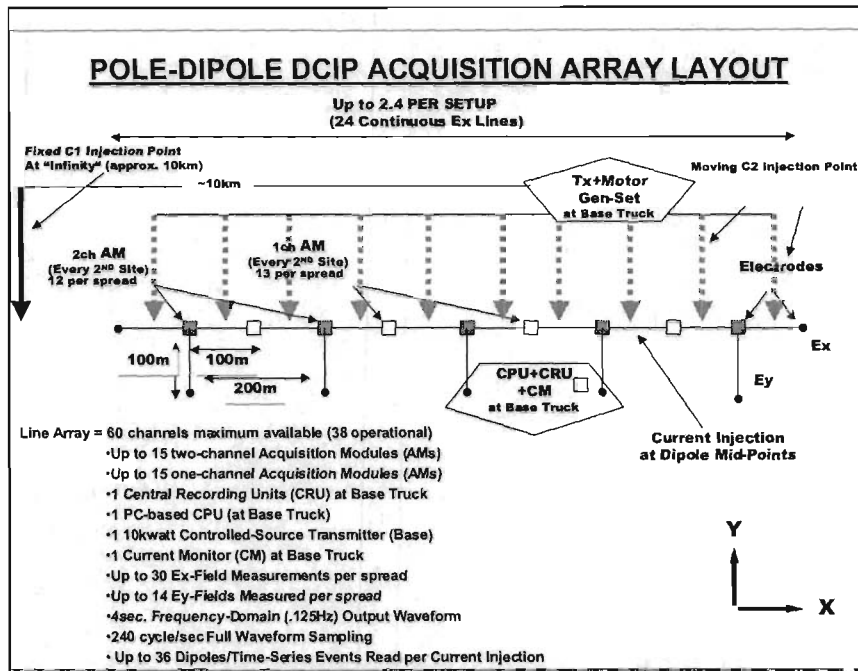 POLE-DIPOLE DCIP ACQUISITION ARRAY LAYOUT
Up to 2.4 PER SETUP
(24 Continuous Ex Lines)
Fixed C1 Injection Point
At "Infinity" (approx. 10km)
~10km
Tx+Motor
Gen-Set
at Base Truck
Moving C2 Injection Point
2ch AM
(Every 2ND Site)
12 per spread
1ch AM
(Every 2ND Site)
13 per spread
Electrodes
Ex
100m
100m
200m
CPU+CRU
+CM
at Base Truck
Ey
Current Injection
at Dipole Mid-Points
Line Array = 60 channels maximum available (38 operational)
•Up to 15 two-channel Acquisition Modules (AMs)
•Up to 15 one-channel Acquisition Modules (AMs)
•1 Central Recording Units (CRU) at Base Truck
•1 PC-based CPU (at Base Truck)
•1 10kwatt Controlled-Source Transmitter (Base)
•1 Current Monitor (CM) at Base Truck
•Up to 30 Ex-Field Measurements per spread
•Up to 14 Ey-Fields Measured per spread
•4sec. Frequency-Domain (.125Hz) Output Waveform
•240 cycle/sec Full Waveform Sampling
•Up to 36 Dipoles/Time-Series Events Read per Current Injection
Y
X